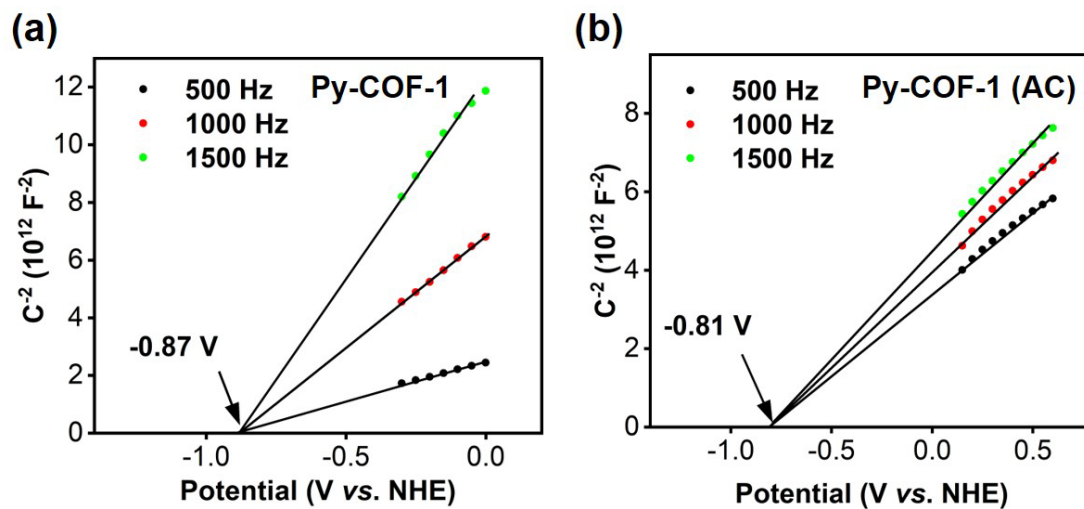 (a)
500 Hz
Py-COF-1
1000 Hz
1500 Hz
12
10
8
6
4
2
0
C⁻² (10¹² F⁻²)
-0.87 V
-1.0
-0.5
0.0
Potential (V vs. NHE)
(b)
500 Hz
Py-COF-1 (AC)
1000 Hz
1500 Hz
8
6
4
2
0
C⁻² (10¹² F⁻²)
-0.81 V
-1.0
-0.5
0.0
0.5
Potential (V vs. NHE)